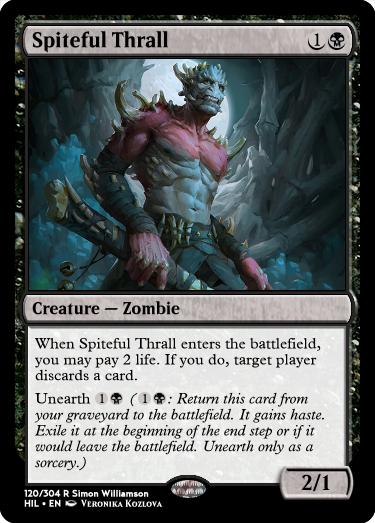 Spiteful Thrall 1
Creature — Zombie
When Spiteful Thrall enters the battlefield,
you may pay 2 life. If you do, target player
discards a card.
Unearth 1 ( 1 : Return this card from
your graveyard to the battlefield. It gains haste.
Exile it at the beginning of the end step or if it
would leave the battlefield. Unearth only as a
sorcery.)
2/1
120/304 R Simon Williamson
HIL • EN Veronika Kozlova